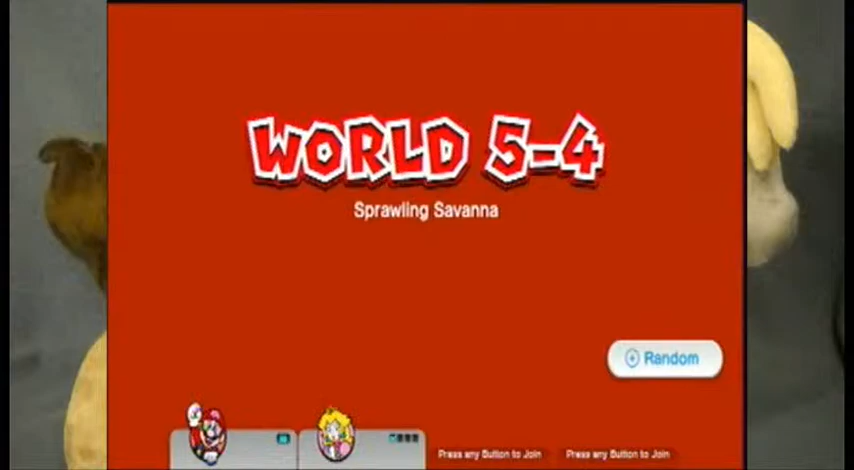 WORLD 5-4
Sprawling Savanna
Random
Press any Button to Join
Press any Button to Join